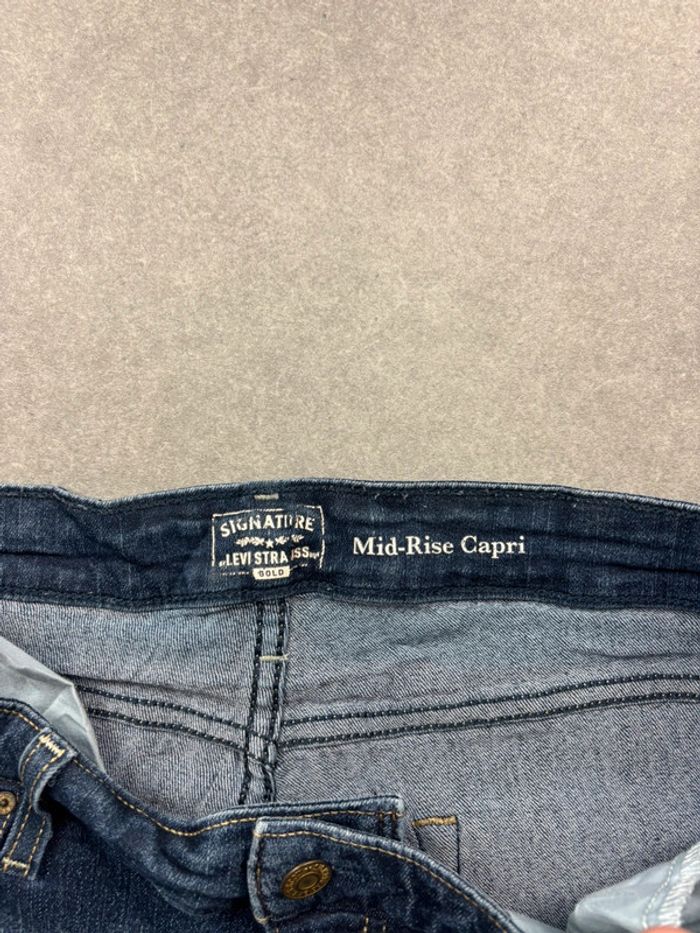 SIGNATURE
LEVI STRAUSS
GOLD
Mid-Rise Capri